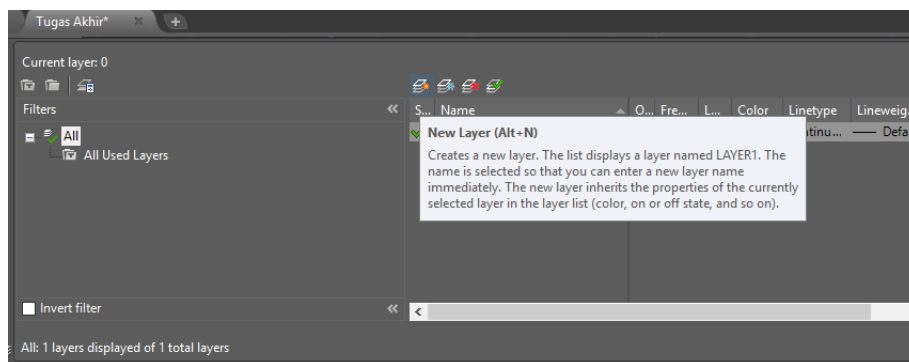 Tugas Akhir*
Current layer: 0
Filters
S... Name O... Fre... L... Color Linetype Lineweig.
All
All Used Layers
New Layer (Alt+N)
Creates a new layer. The list displays a layer named LAYER1. The
name is selected so that you can enter a new layer name
immediately. The new layer inherits the properties of the currently
selected layer in the layer list (color, on or off state, and so on).
ntinu... Defa
Invert filter
All: 1 layers displayed of 1 total layers